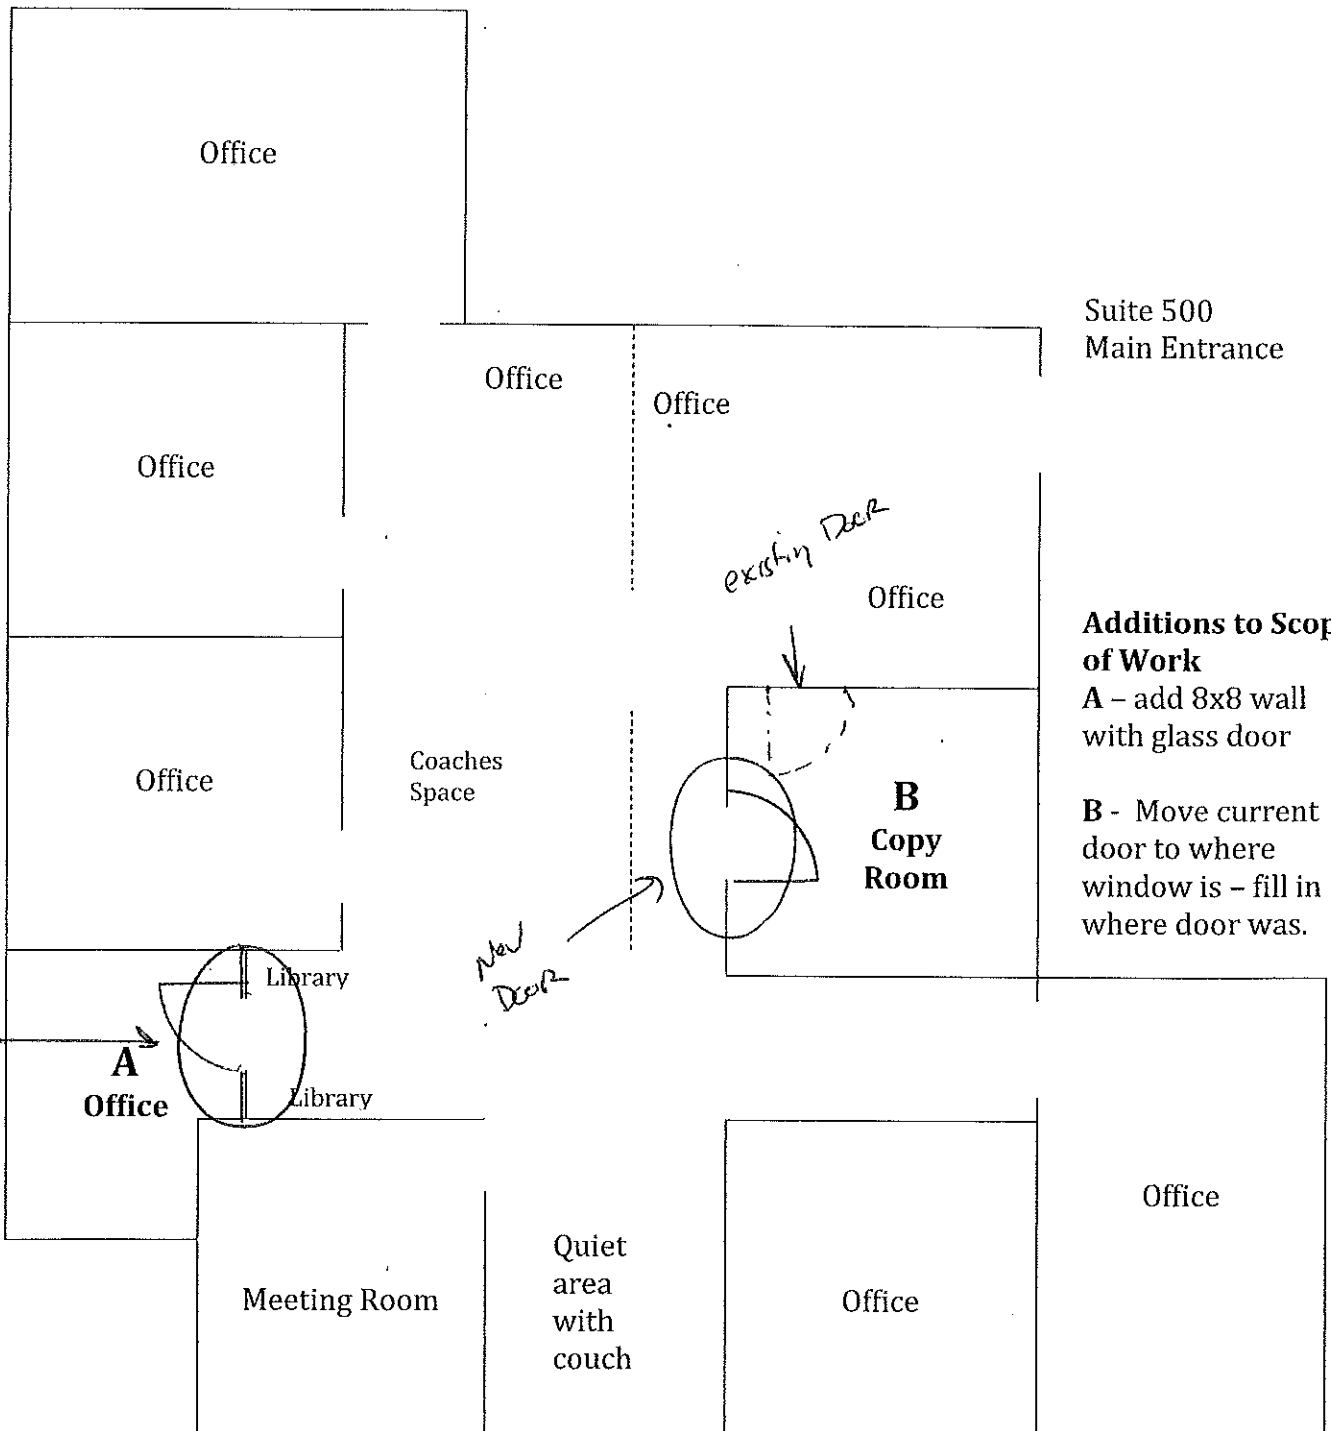 Office
Suite 500
Main Entrance
Office
Office
Office
existin Door
Office
Additions to Scop
of Work
A – add 8x8 wall
with glass door
B - Move current
door to where
window is – fill in
where door was.
Office
Coaches
Space
B
Copy
Room
New
Door
Library
A
Office
Library
Meeting Room
Quiet
area
with
couch
Office
Office